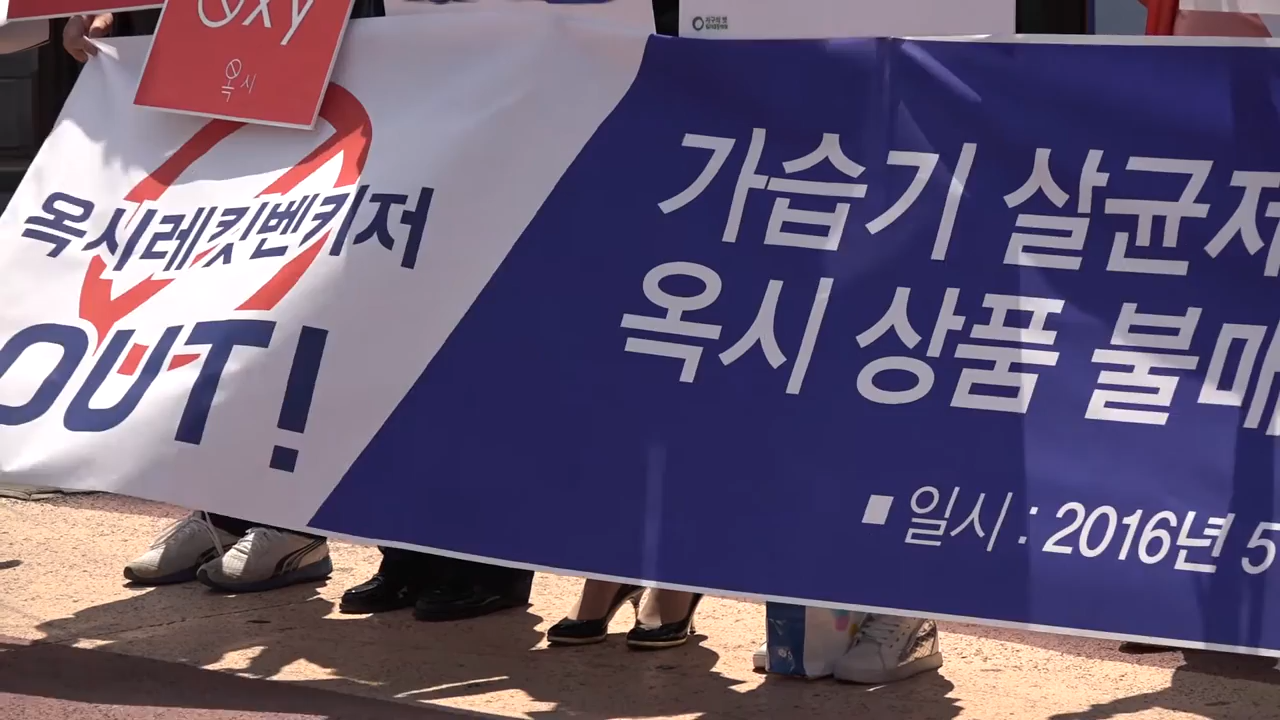 Oxy
옥시
옥시레킷벤키저
OUT!
가습기 살균제
옥시 상품 불매
■ 일시 : 2016년 5